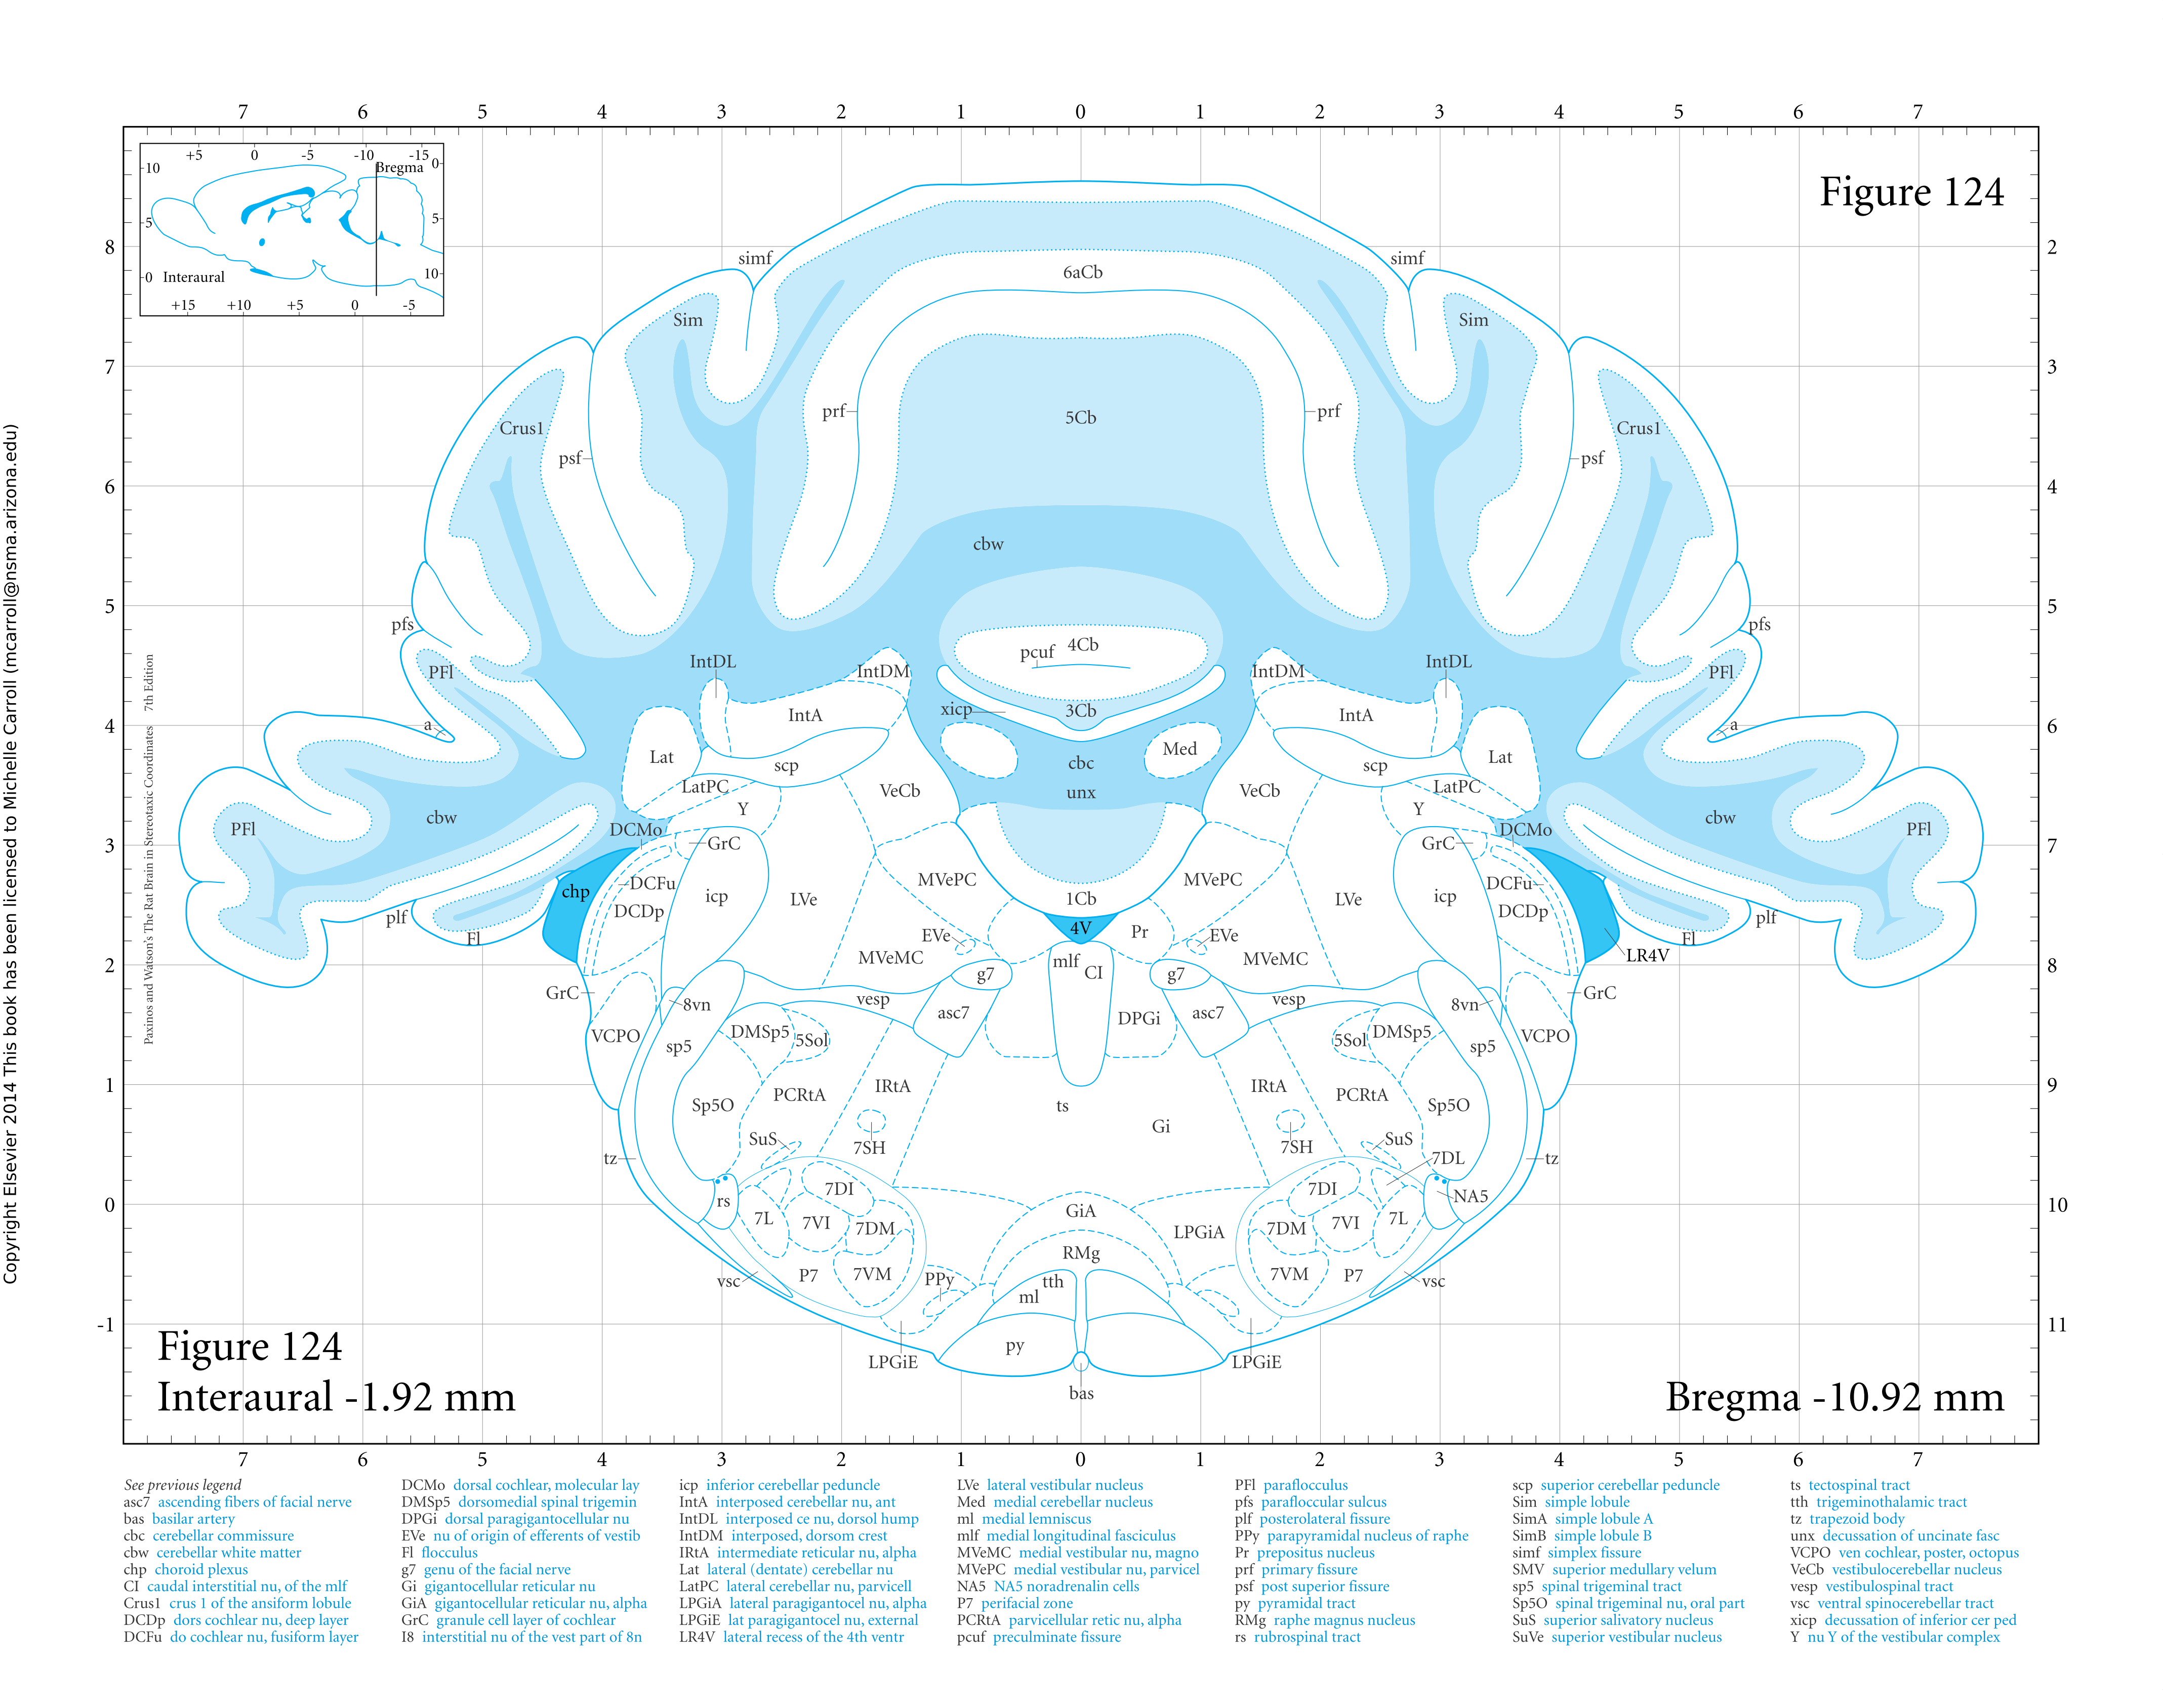 7 6 5 4 3 2 1 0 1 2 3 4 5 6 7
+5 0 -5 -10 -15
10 Bregma 0
5 5
0 Interaural 10
+15 +10 +5 0 -5
Figure 124
8 simf simf 2
6aCb
Sim Sim
7 3
prf prf
5Cb
Crus1 Crus1
psf psf
6 4
cbw
5 5
pfs pfs
pcuf 4Cb
IntDL IntDM IntDM IntDL
PFl PFl
xicp 3Cb
IntA IntA
4 a a 6
Lat scp Med scp Lat
cbc
LatPC VeCb unx VeCb LatPC
Y Y
cbw cbw
PFl DCMo DCMo PFl
3 GrC GrC 7
chp DCFu MVePC MVePC DCFu
icp LVe 1Cb LVe icp
plf DCDp DCDp plf
Fl EVe 4V Pr EVe Fl
MVeMC mlf MVeMC LR4V
2 g7 CI g7 8
GrC 8vn vesp vesp 8vn GrC
asc7 DPGi asc7
VCPO DMSp5 5Sol 5Sol DMSp5 VCPO
sp5 sp5
1 PCRtA IRtA IRtA PCRtA 9
Sp5O ts Sp5O
Gi
SuS 7SH 7SH SuS
tz 7DL tz
7DI 7DI
0 rs NA5 10
7L 7VI 7DM GiA LPGiA 7DM 7VI 7L
RMg
vsc P7 7VM PPy tth 7VM P7 vsc
ml
-1 11
py
LPGiE LPGiE
bas
Figure 124
Interaural -1.92 mm
Bregma -10.92 mm
7 6 5 4 3 2 1 0 1 2 3 4 5 6 7
Copyright Elsevier 2014 This book has been licensed to Michelle Carroll (mcarroll@nsma.arizona.edu)
Paxinos and Watson's The Rat Brain in Stereotaxic Coordinates 7th Edition
See previous legend
asc7 ascending fibers of facial nerve
bas basilar artery
cbc cerebellar commissure
cbw cerebellar white matter
chp choroid plexus
CI caudal interstitial nu, of the mlf
Crus1 crus 1 of the ansiform lobule
DCDp dors cochlear nu, deep layer
DCFu do cochlear nu, fusiform layer
DCMo dorsal cochlear, molecular lay
DMSp5 dorsomedial spinal trigemin
DPGi dorsal paragigantocellular nu
EVe nu of origin of efferents of vestib
Fl flocculus
g7 genu of the facial nerve
Gi gigantocellular reticular nu
GiA gigantocellular reticular nu, alpha
GrC granule cell layer of cochlear
I8 interstitial nu of the vest part of 8n
icp inferior cerebellar peduncle
IntA interposed cerebellar nu, ant
IntDL interposed ce nu, dorsol hump
IntDM interposed, dorsom crest
IRtA intermediate reticular nu, alpha
Lat lateral (dentate) cerebellar nu
LatPC lateral cerebellar nu, parvicell
LPGiA lateral paragigantocel nu, alpha
LPGiE lat paragigantocel nu, external
LR4V lateral recess of the 4th ventr
LVe lateral vestibular nucleus
Med medial cerebellar nucleus
ml medial lemniscus
mlf medial longitudinal fasciculus
MVeMC medial vestibular nu, magno
MVePC medial vestibular nu, parvicel
NA5 NA5 noradrenalin cells
P7 perifacial zone
PCRtA parvicellular retic nu, alpha
pcuf preculminate fissure
PFl paraflocculus
pfs parafloccular sulcus
plf posterolateral fissure
PPy parapyramidal nucleus of raphe
Pr prepositus nucleus
prf primary fissure
psf post superior fissure
py pyramidal tract
RMg raphe magnus nucleus
rs rubrospinal tract
scp superior cerebellar peduncle
Sim simple lobule
SimA simple lobule A
SimB simple lobule B
simf simplex fissure
SMV superior medullary velum
sp5 spinal trigeminal tract
Sp5O spinal trigeminal nu, oral part
SuS superior salivatory nucleus
SuVe superior vestibular nucleus
ts tectospinal tract
tth trigeminothalamic tract
tz trapezoid body
unx decussation of uncinate fasc
VCPO ven cochlear, poster, octopus
VeCb vestibulocerebellar nucleus
vesp vestibulospinal tract
vsc ventral spinocerebellar tract
xicp decussation of inferior cer ped
Y nu Y of the vestibular complex